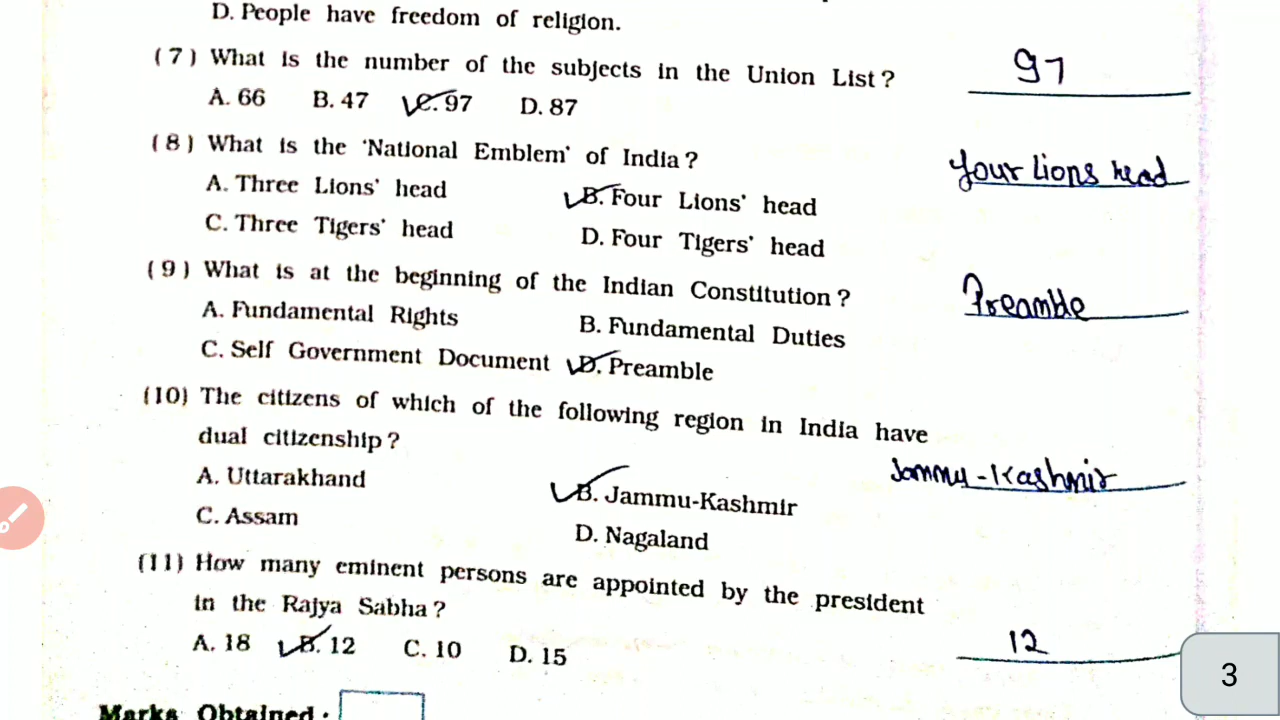 D. People have freedom of religion.
(7) What is the number of the subjects in the Union List? 97
A. 66 B. 47 C. 97 D. 87
(8) What is the 'National Emblem' of India? four Lions head
A. Three Lions' head B. Four Lions' head
C. Three Tigers' head D. Four Tigers' head
(9) What is at the beginning of the Indian Constitution? Preamble
A. Fundamental Rights B. Fundamental Duties
C. Self Government Document D. Preamble
(10) The citizens of which of the following region in India have
dual citizenship? Jammu-Kashmir
A. Uttarakhand B. Jammu-Kashmir
C. Assam D. Nagaland
(11) How many eminent persons are appointed by the president
in the Rajya Sabha? 12
A. 18 B. 12 C. 10 D. 15
3
Marks Obtained :